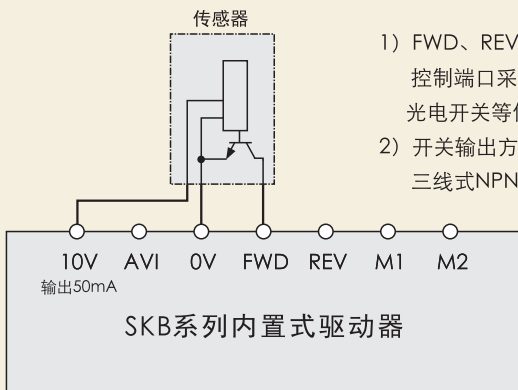 传感器
1）FWD、REV
控制端口采
光电开关等
2）开关输出方
三线式NPN
10V AVI 0V FWD REV M1 M2
输出50mA
SKB系列内置式驱动器